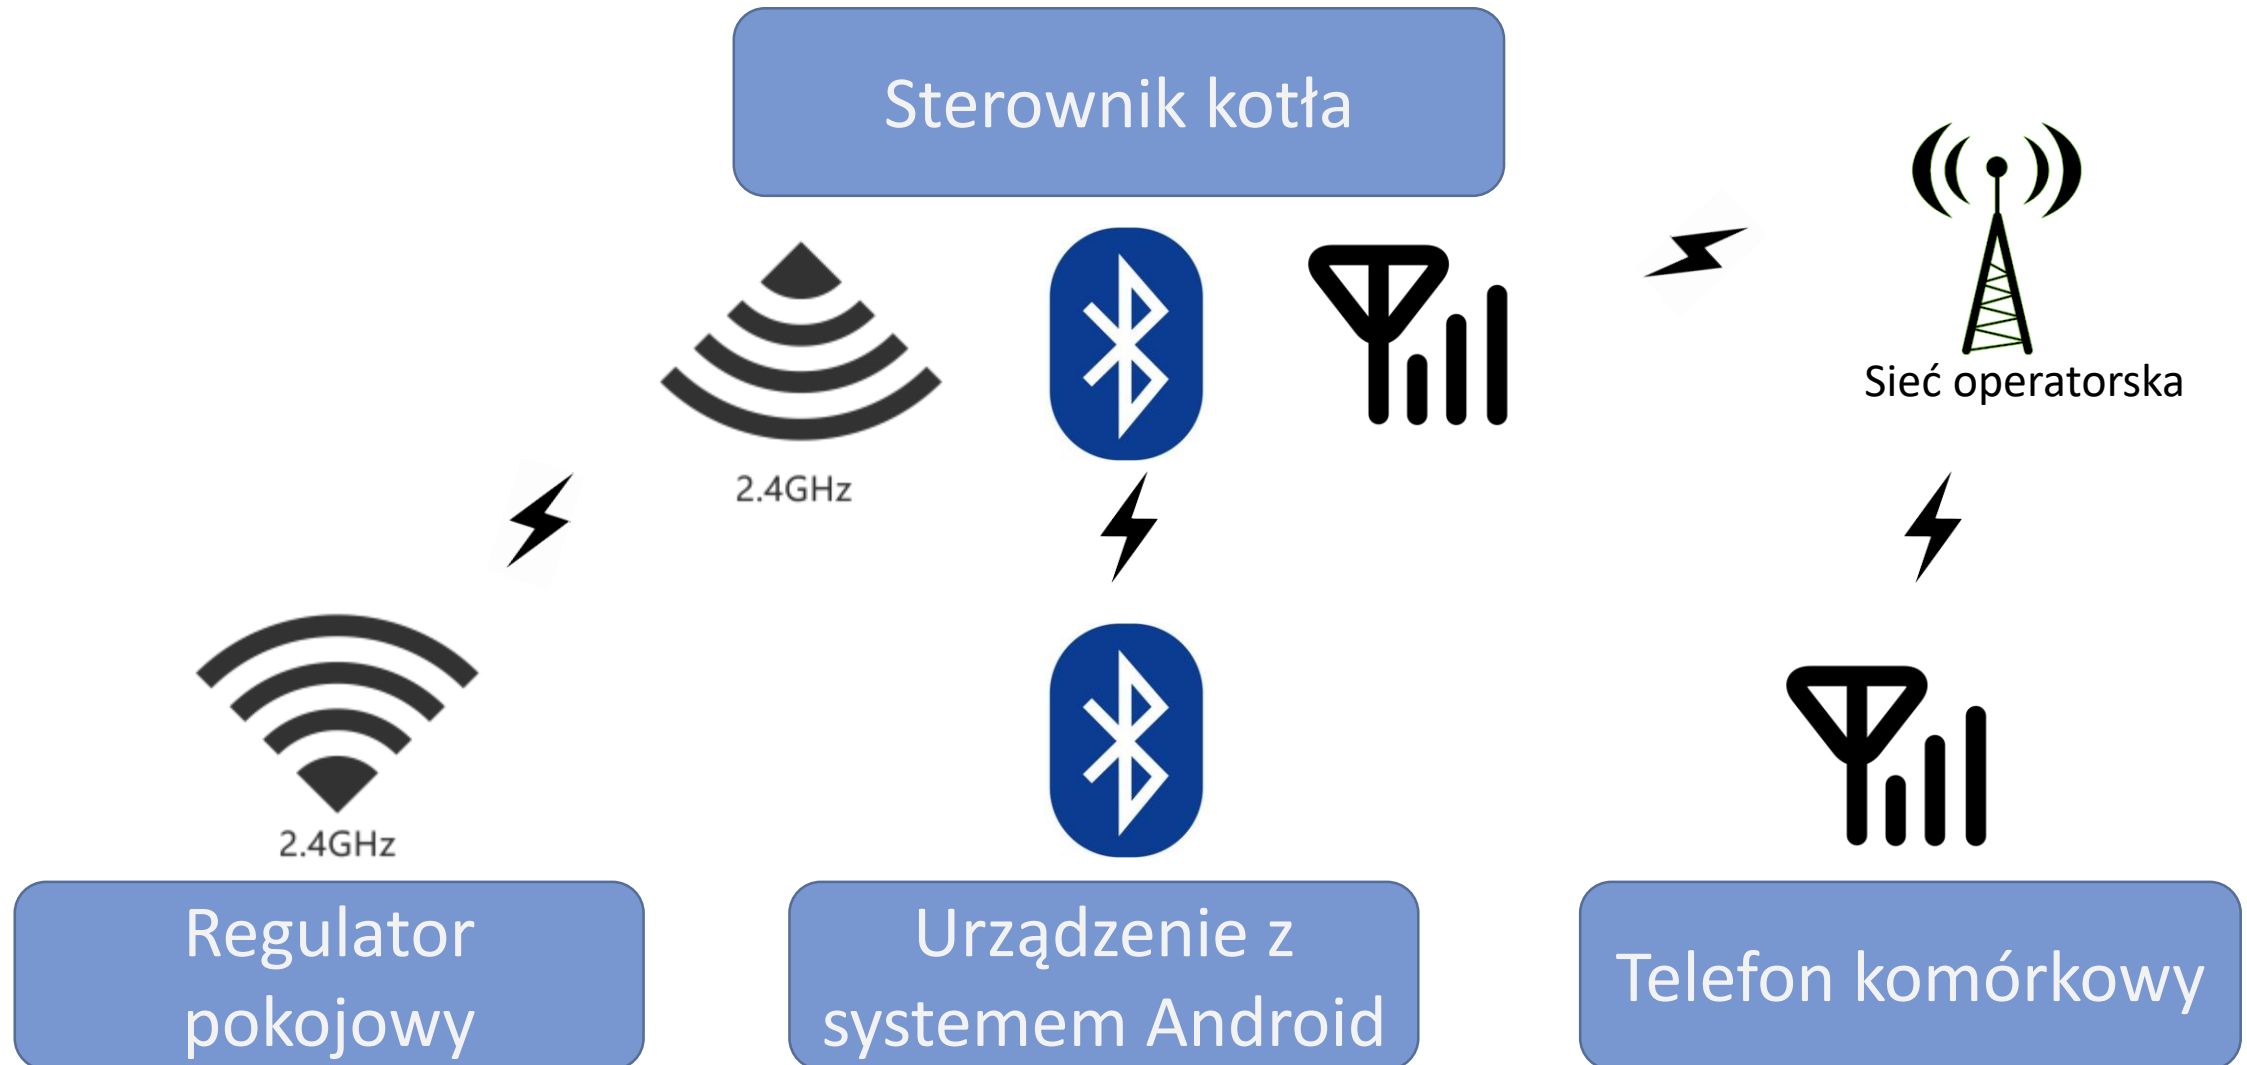 Sterownik kotła
Sieć operatorska
2.4GHz
2.4GHz
Regulator
pokojowy
Urządzenie z
systemem Android
Telefon komórkowy